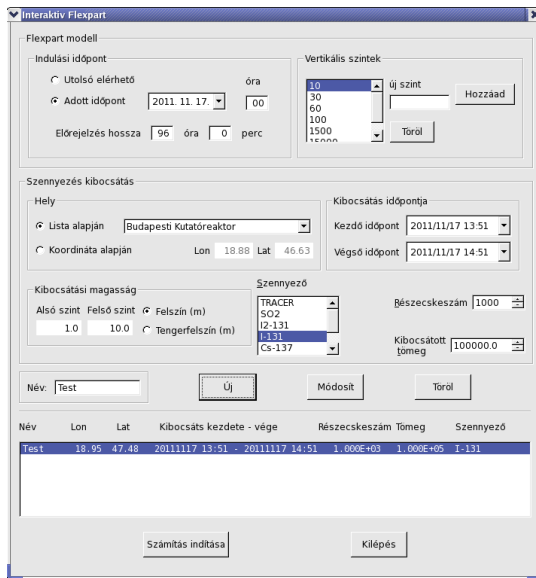 Interaktív Flexpart
Flexpart modell
Indulási időpont
Utolsó elérhető
óra
Adott időpont 2011. 11. 17. 00
Előrejelzés hossza 96 óra 0 perc
Vertikális szintek
10
30
60
100
1500
15000
új szint
Hozzáad
Töröl
Szennyezés kibocsátás
Hely
Lista alapján Budapesti Kutatóreaktor
Koordináta alapján Lon 18.88 Lat 46.63
Kibocsátás időpontja
Kezdő időpont 2011/11/17 13:51
Végső időpont 2011/11/17 14:51
Kibocsátási magasság
Alsó szint Felső szint Felszín (m)
1.0 10.0 Tengerfelszín (m)
Szennyező
TRACER
SO2
I2-131
I-131
Cs-137
Részecskeszám 1000
Kibocsátott
tömeg 100000.0
Név: Test
Új
Módosít
Töröl
Név Lon Lat Kibocsáts kezdete - vége Részecskeszám Tömeg Szennyező
Test 18.95 47.48 20111117 13:51 - 20111117 14:51 1.000E+03 1.000E+05 I-131
Számítás indítása
Kilépés